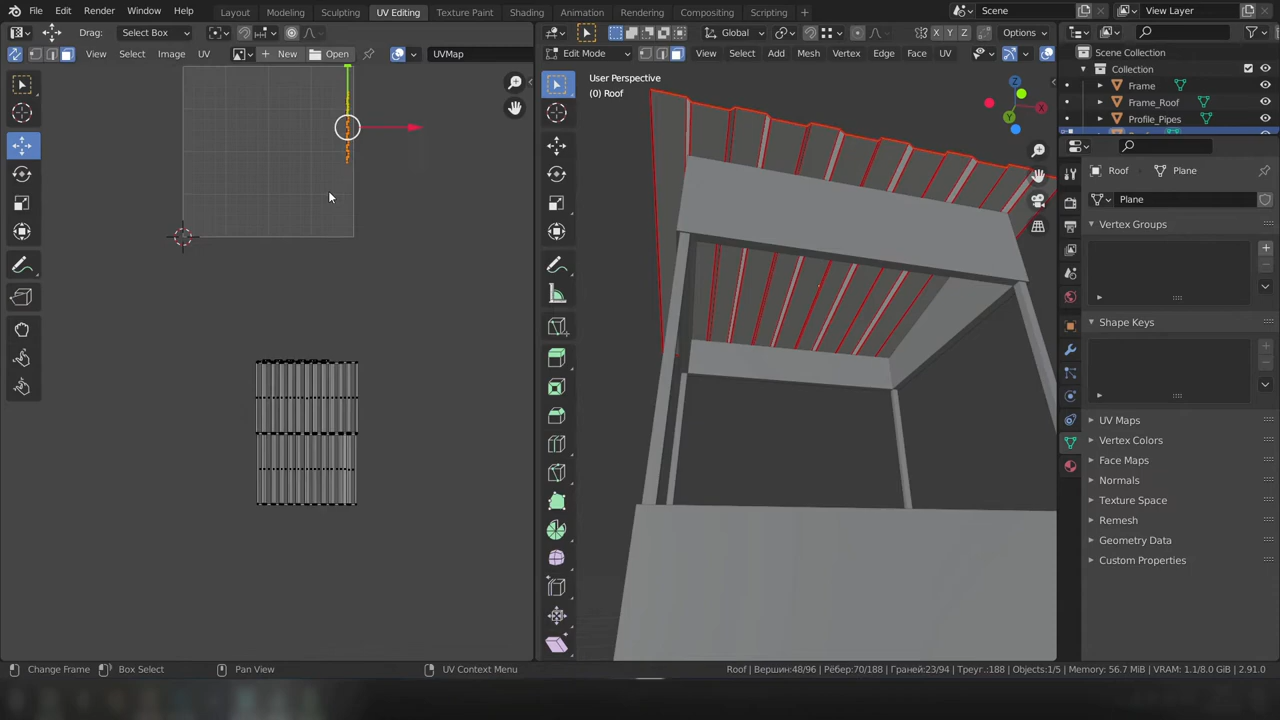 File Edit Render Window Help Layout Modeling Sculpting UV Editing Texture Paint Shading Animation Rendering Compositing Scripting + Scene View Layer
Drag: Select Box Global X Y Z Options
View Select Image UV New Open UVMap Edit Mode View Select Add Mesh Vertex Edge Face UV
Scene Collection
Collection
Frame
Frame_Roof
Profile_Pipes
User Perspective
(0) Roof
Z
X
Y
Roof Plane
Plane
Vertex Groups
Shape Keys
UV Maps
Vertex Colors
Face Maps
Normals
Texture Space
Remesh
Geometry Data
Custom Properties
Change Frame Box Select Pan View UV Context Menu Roof | Вершин:48/96 | Рёбер:70/188 | Граней:23/94 | Треуг.:188 | Objects:1/5 | Memory: 56.7 MiB | VRAM: 1.1/8.0 GiB | 2.91.0